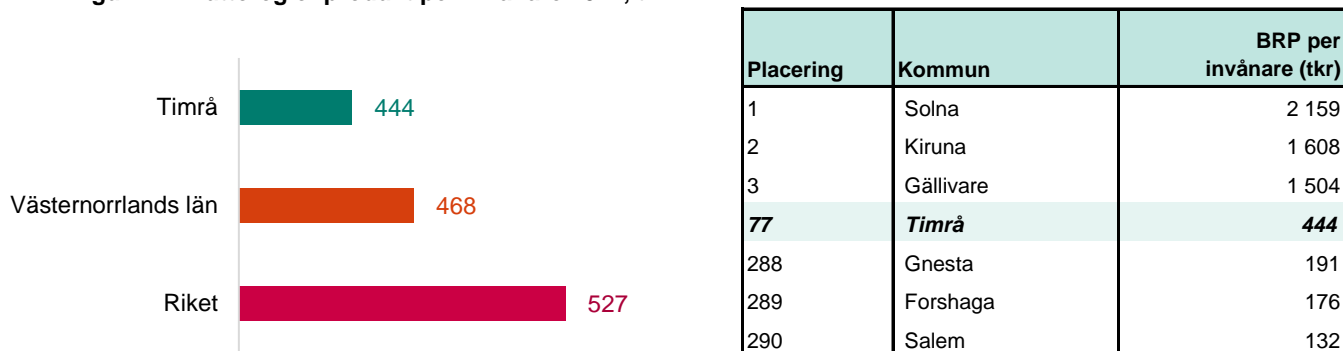 Timrå 444
Västernorrlands län 468
Riket 527
Placering Kommun BRP per invånare (tkr)
1 Solna 2 159
2 Kiruna 1 608
3 Gällivare 1 504
77 Timrå 444
288 Gnesta 191
289 Forshaga 176
290 Salem 132